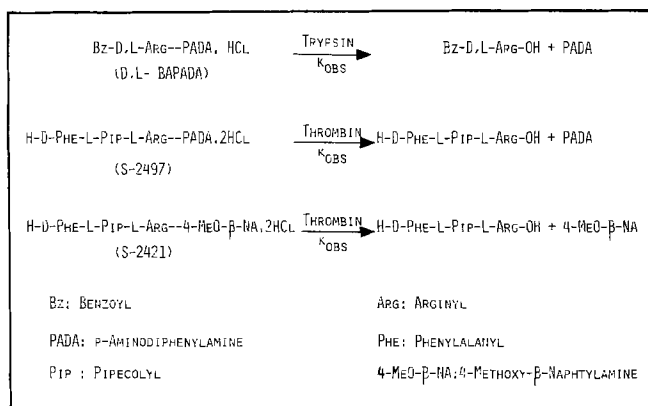 Bz-D,L-Arg--PADA, HCl Trypsin Bz-D,L-Arg-OH + PADA
(D,L- BAPADA) Kobs
H-D-Phe-L-Pip-L-Arg--PADA.2HCl Thrombin H-D-Phe-L-Pip-L-Arg-OH + PADA
(S-2497) Kobs
H-D-Phe-L-Pip-L-Arg--4-MeO-β-NA.2HCl Thrombin H-D-Phe-L-Pip-L-Arg-OH + 4-MeO-β-NA
(S-2421) Kobs
Bz: Benzoyl Arg: Arginyl
PADA: p-Aminodiphenylamine Phe: Phenylalanyl
Pip : Pipecolyl 4-MeO-β-NA:4-Methoxy-β-Naphtylamine